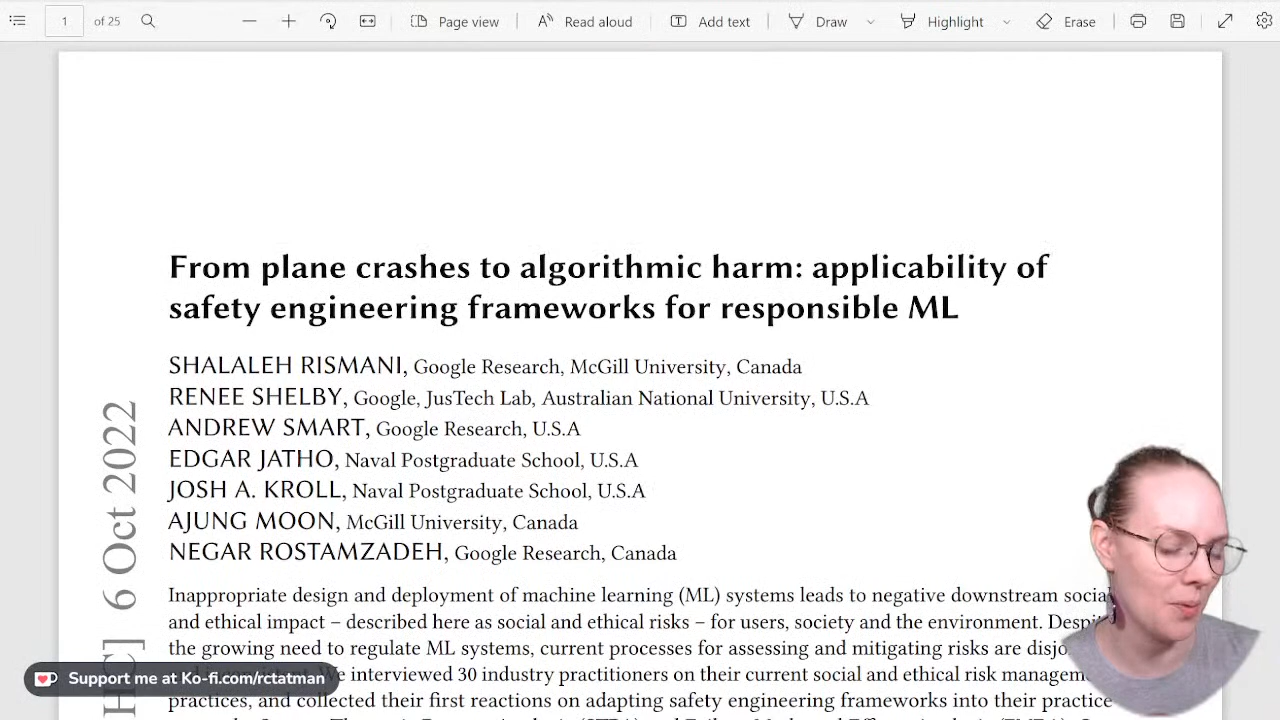 1 of 25 Page view Read aloud Add text Draw Highlight Erase
From plane crashes to algorithmic harm: applicability of
safety engineering frameworks for responsible ML
SHALALEH RISMANI, Google Research, McGill University, Canada
RENEE SHELBY, Google, JusTech Lab, Australian National University, U.S.A
ANDREW SMART, Google Research, U.S.A
EDGAR JATHO, Naval Postgraduate School, U.S.A
JOSH A. KROLL, Naval Postgraduate School, U.S.A
AJUNG MOON, McGill University, Canada
NEGAR ROSTAMZADEH, Google Research, Canada
6 Oct 2022
Inappropriate design and deployment of machine learning (ML) systems leads to negative downstream social
and ethical impact – described here as social and ethical risks – for users, society and the environment. Despite
the growing need to regulate ML systems, current processes for assessing and mitigating risks are
We interviewed 30 industry practitioners on their current social and ethical risk
practices, and collected their first reactions on adapting safety engineering frameworks into their practice
Support me at Ko-fi.com/rctatman